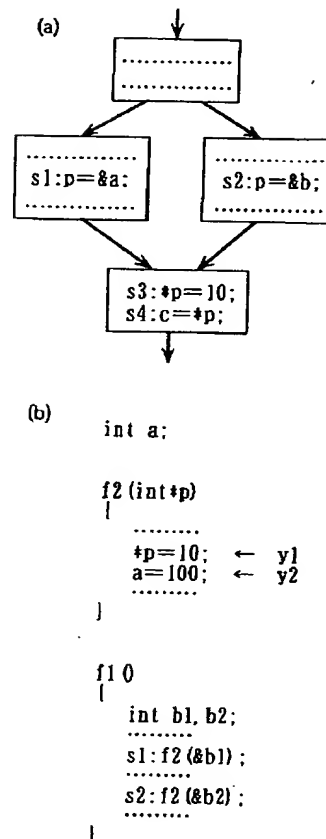 (a)
s1:p=&a;
s2:p=&b;
s3:*p=10;
s4:c=*p;
(b)
int a;
f2(int*p)
{
*p=10; ← y1
a=100; ← y2
}
f1()
{
int b1,b2;
s1:f2(&b1);
s2:f2(&b2);
}